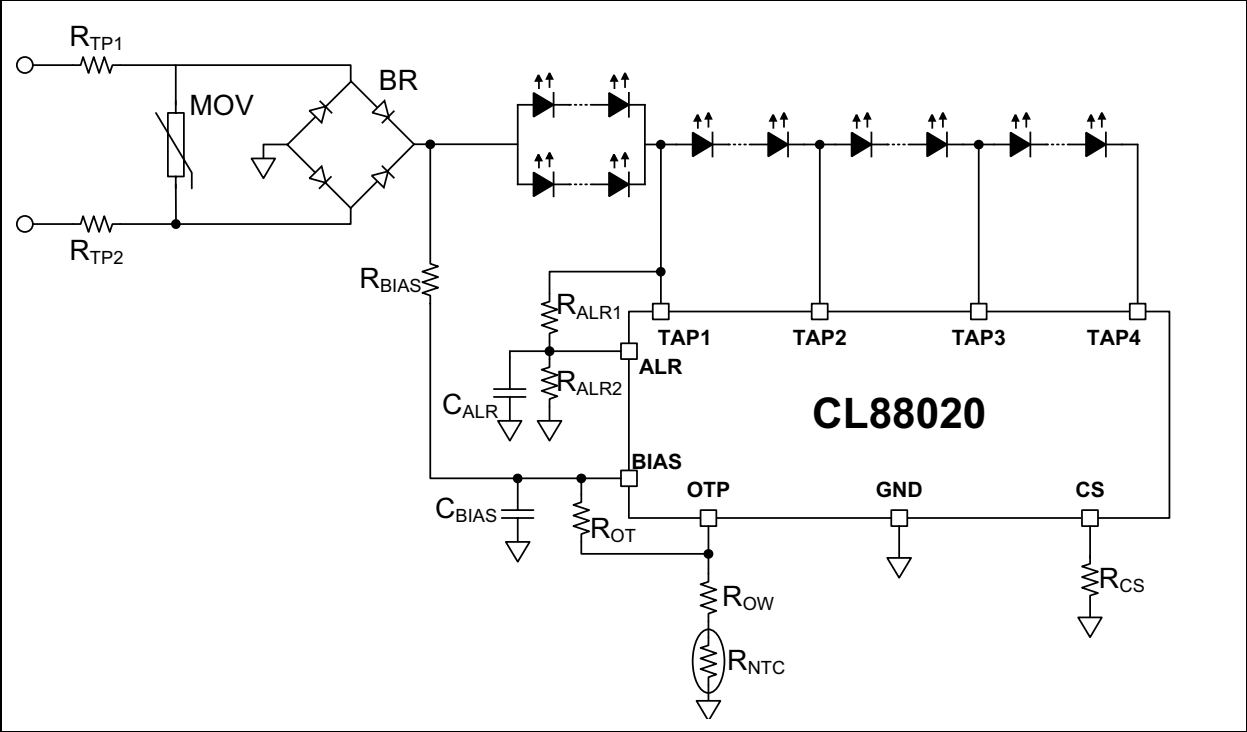 RTP1
BR
MOV
RTP2
RBIAS
RALR1
TAP1
TAP2
TAP3
TAP4
ALR
RALR2
CALR
CL88020
BIAS
OTP
GND
CS
CBIAS
ROT
ROW
RCS
RNTC